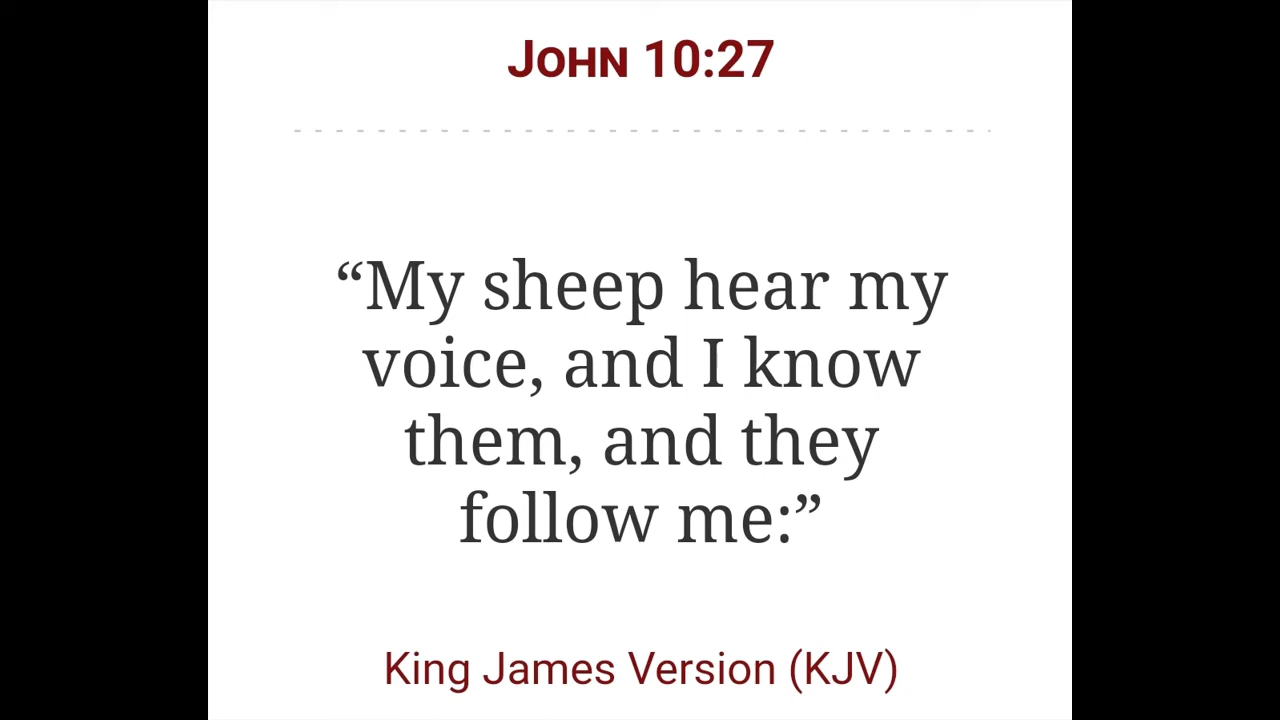 John 10:27
“My sheep hear my
voice, and I know
them, and they
follow me:”
King James Version (KJV)